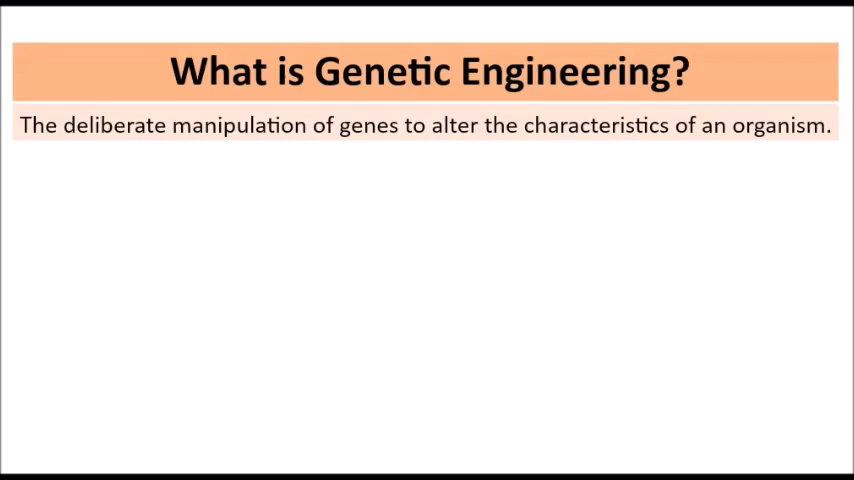 What is Genetic Engineering?
The deliberate manipulation of genes to alter the characteristics of an organism.